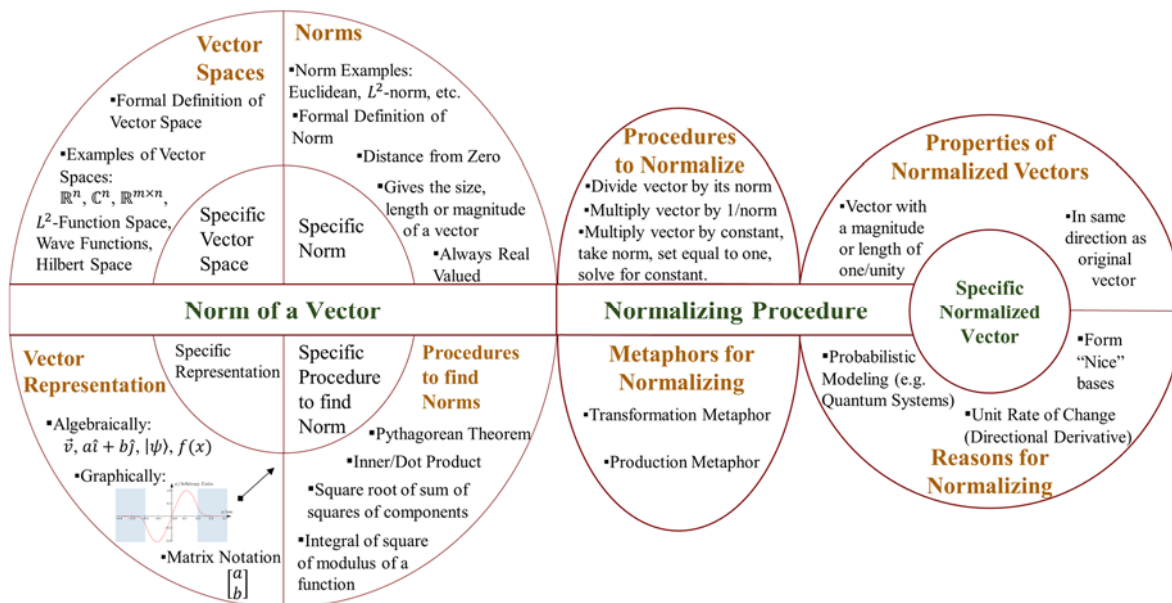 Vector
Spaces
▪Formal Definition of
Vector Space
▪Examples of Vector
Spaces:
ℝⁿ, ℂⁿ, ℝᵐˣⁿ,
L²-Function Space,
Wave Functions,
Hilbert Space
Specific
Vector
Space
Norms
▪Norm Examples:
Euclidean, L²-norm, etc.
▪Formal Definition of
Norm
▪Distance from Zero
▪Gives the size,
length or magnitude
of a vector
▪Always Real
Valued
Specific
Norm
Norm of a Vector
Vector
Representation
▪Algebraically:
v⃗, aî + bĵ, |ψ⟩, f(x)
▪Graphically:
▪Matrix Notation
[a
b]
Specific
Representation
Specific
Procedure
to find
Norm
Procedures
to find
Norms
▪Pythagorean Theorem
▪Inner/Dot Product
▪Square root of sum of
squares of components
▪Integral of square
of modulus of a
function
Procedures
to Normalize
▪Divide vector by its norm
▪Multiply vector by 1/norm
▪Multiply vector by constant,
take norm, set equal to one,
solve for constant.
Normalizing Procedure
Metaphors for
Normalizing
▪Transformation Metaphor
▪Production Metaphor
Properties of
Normalized Vectors
▪Vector with
a magnitude
or length of
one/unity
▪In same
direction as
original
vector
Specific
Normalized
Vector
▪Probabilistic
Modeling (e.g.
Quantum Systems)
▪Form
“Nice”
bases
▪Unit Rate of Change
(Directional Derivative)
Reasons for
Normalizing